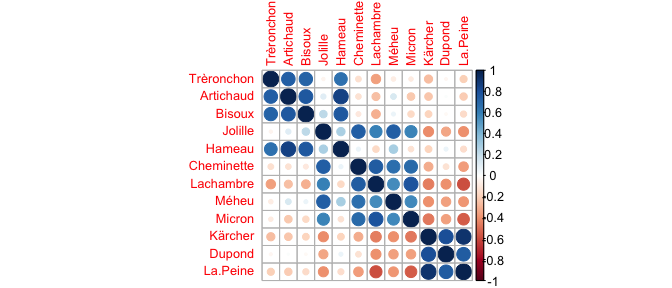 Trèronchon
Artichaud
Bisoux
Jolille
Hameau
Cheminette
Lachambre
Méheu
Micron
Kärcher
Dupond
La.Peine
Trèronchon
Artichaud
Bisoux
Jolille
Hameau
Cheminette
Lachambre
Méheu
Micron
Kärcher
Dupond
La.Peine
1
0.8
0.6
0.4
0.2
0
-0.2
-0.4
-0.6
-0.8
-1